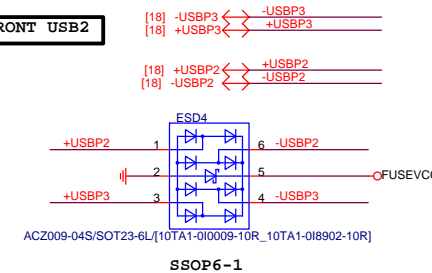 RONT USB2
[18] -USBP3 -USBP3
[18] +USBP3 +USBP3
[18] +USBP2 +USBP2
[18] -USBP2 -USBP2
ESD4
+USBP2 1 6 -USBP2
2 5 FUSEVCC
+USBP3 3 4 -USBP3
ACZ009-04S/SOT23-6L/[10TA1-0I0009-10R_10TA1-0I8902-10R]
SSOP6-1